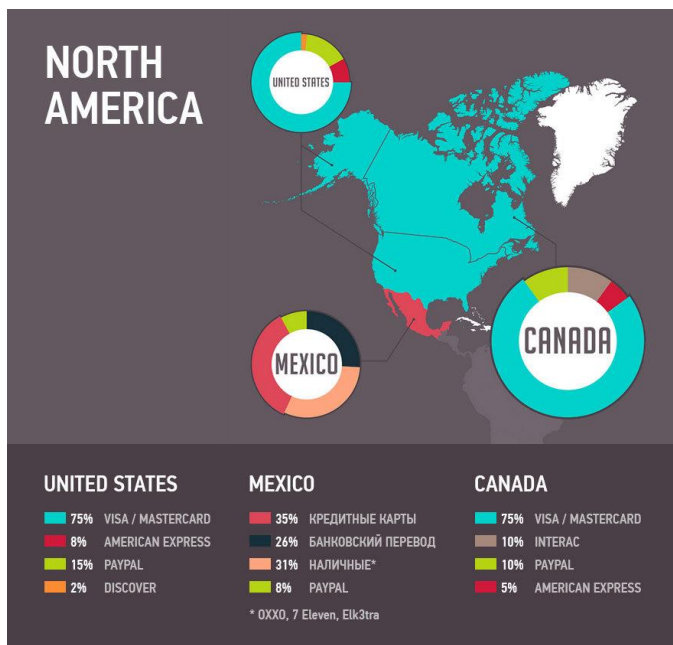 NORTH
AMERICA
UNITED STATES
MEXICO
CANADA
UNITED STATES
75% VISA / MASTERCARD
8% AMERICAN EXPRESS
15% PAYPAL
2% DISCOVER
MEXICO
35% КРЕДИТНЫЕ КАРТЫ
26% БАНКОВСКИЙ ПЕРЕВОД
31% НАЛИЧНЫЕ*
8% PAYPAL
* OXXO, 7 Eleven, Elk3tra
CANADA
75% VISA / MASTERCARD
10% INTERAC
10% PAYPAL
5% AMERICAN EXPRESS